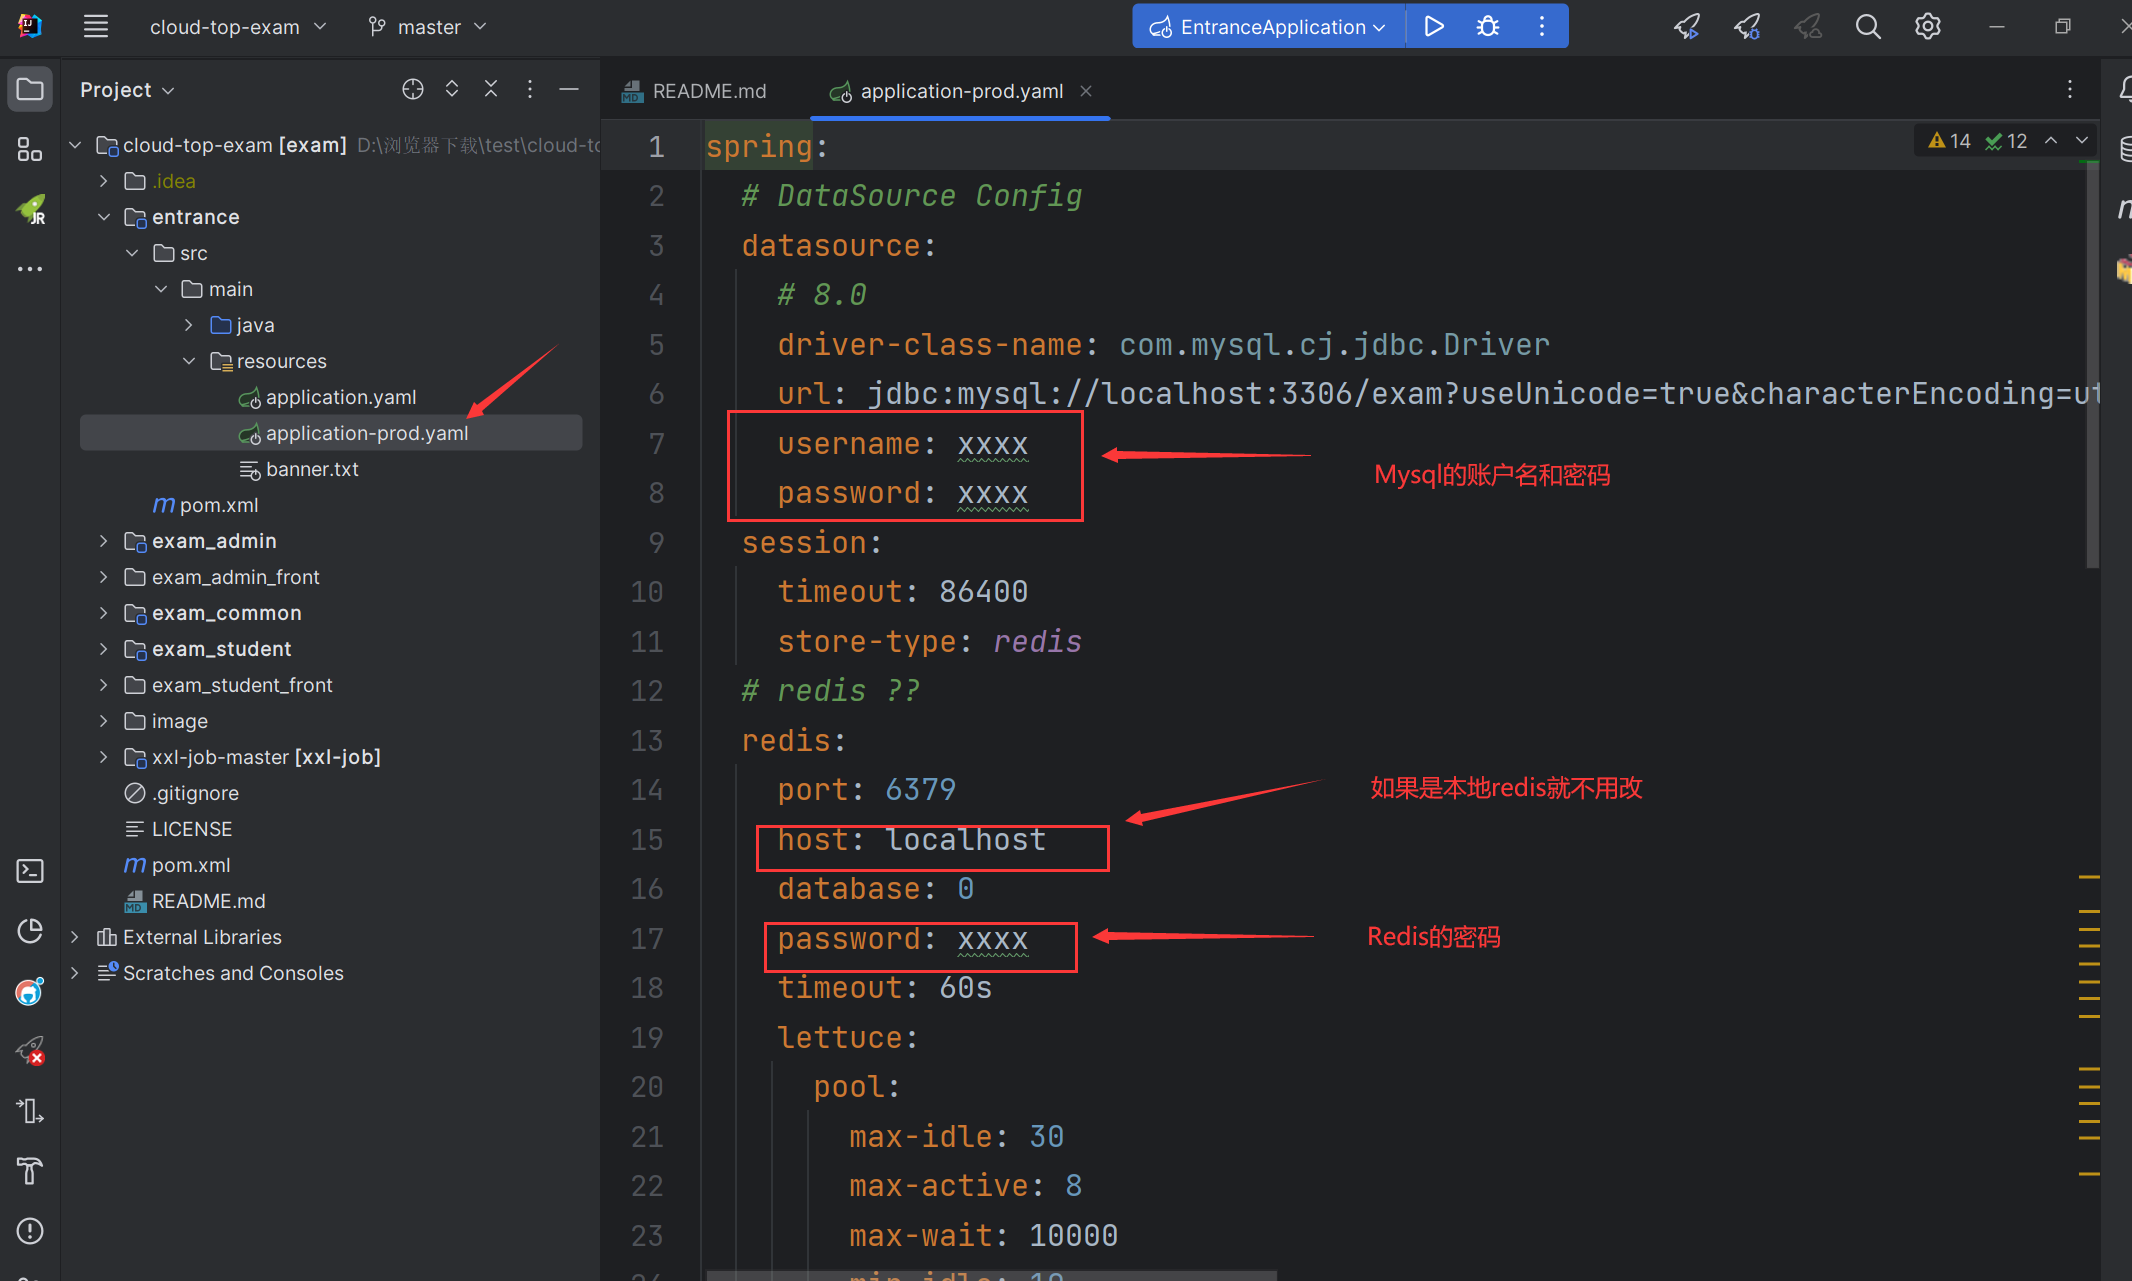 cloud-top-exam
master
EntranceApplication
Project
README.md
application-prod.yaml
cloud-top-exam [exam] D:\浏览器下载\test\cloud-to
.idea
entrance
src
main
java
resources
application.yaml
application-prod.yaml
banner.txt
pom.xml
exam_admin
exam_admin_front
exam_common
exam_student
exam_student_front
image
xxl-job-master [xxl-job]
.gitignore
LICENSE
pom.xml
README.md
External Libraries
Scratches and Consoles
14 12
1 spring:
2 # DataSource Config
3 datasource:
4 # 8.0
5 driver-class-name: com.mysql.cj.jdbc.Driver
6 url: jdbc:mysql://localhost:3306/exam?useUnicode=true&characterEncoding=ut
7 username: xxxx
8 password: xxxx
Mysql的账户名和密码
9 session:
10 timeout: 86400
11 store-type: redis
12 # redis ??
13 redis:
14 port: 6379
如果是本地redis就不用改
15 host: localhost
16 database: 0
17 password: xxxx
Redis的密码
18 timeout: 60s
19 lettuce:
20 pool:
21 max-idle: 30
22 max-active: 8
23 max-wait: 10000